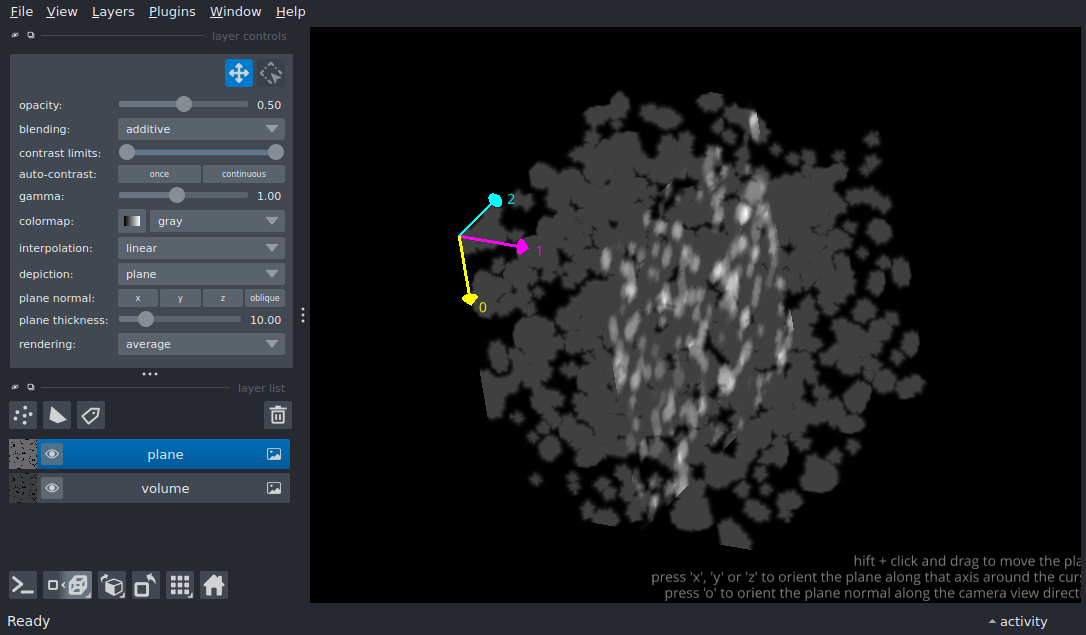 File View Layers Plugins Window Help
layer controls
opacity: 0.50
blending: additive
contrast limits:
auto-contrast: once continuous
gamma: 1.00
colormap: gray
interpolation: linear
depiction: plane
plane normal: x y z oblique
plane thickness: 10.00
rendering: average
layer list
plane
volume
2
1
0
hift + click and drag to move the pla
press 'x', 'y' or 'z' to orient the plane along that axis around the curs
press 'o' to orient the plane normal along the camera view direct
Ready
activity